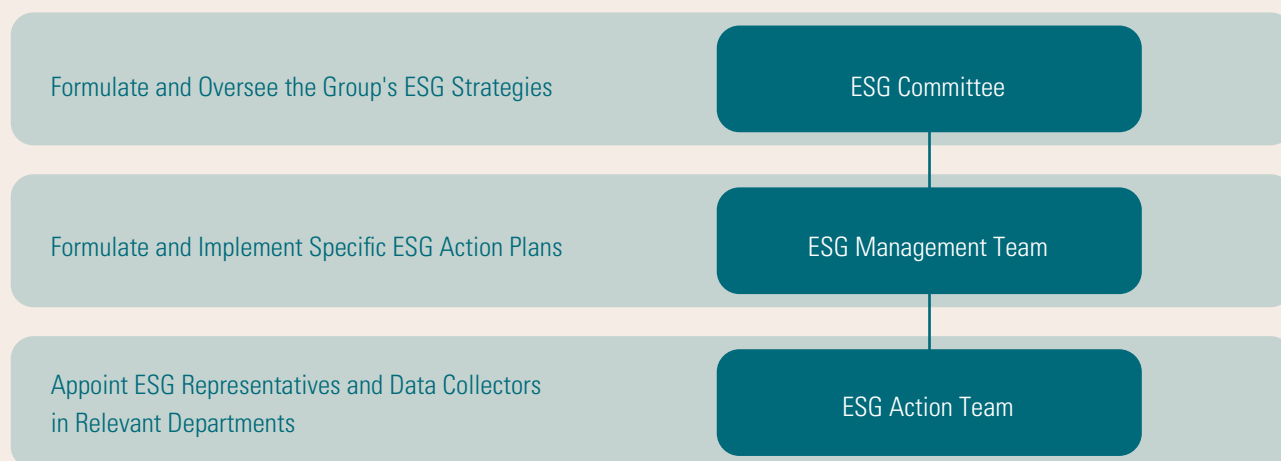 Formulate and Oversee the Group's ESG Strategies
ESG Committee
Formulate and Implement Specific ESG Action Plans
ESG Management Team
Appoint ESG Representatives and Data Collectors
in Relevant Departments
ESG Action Team